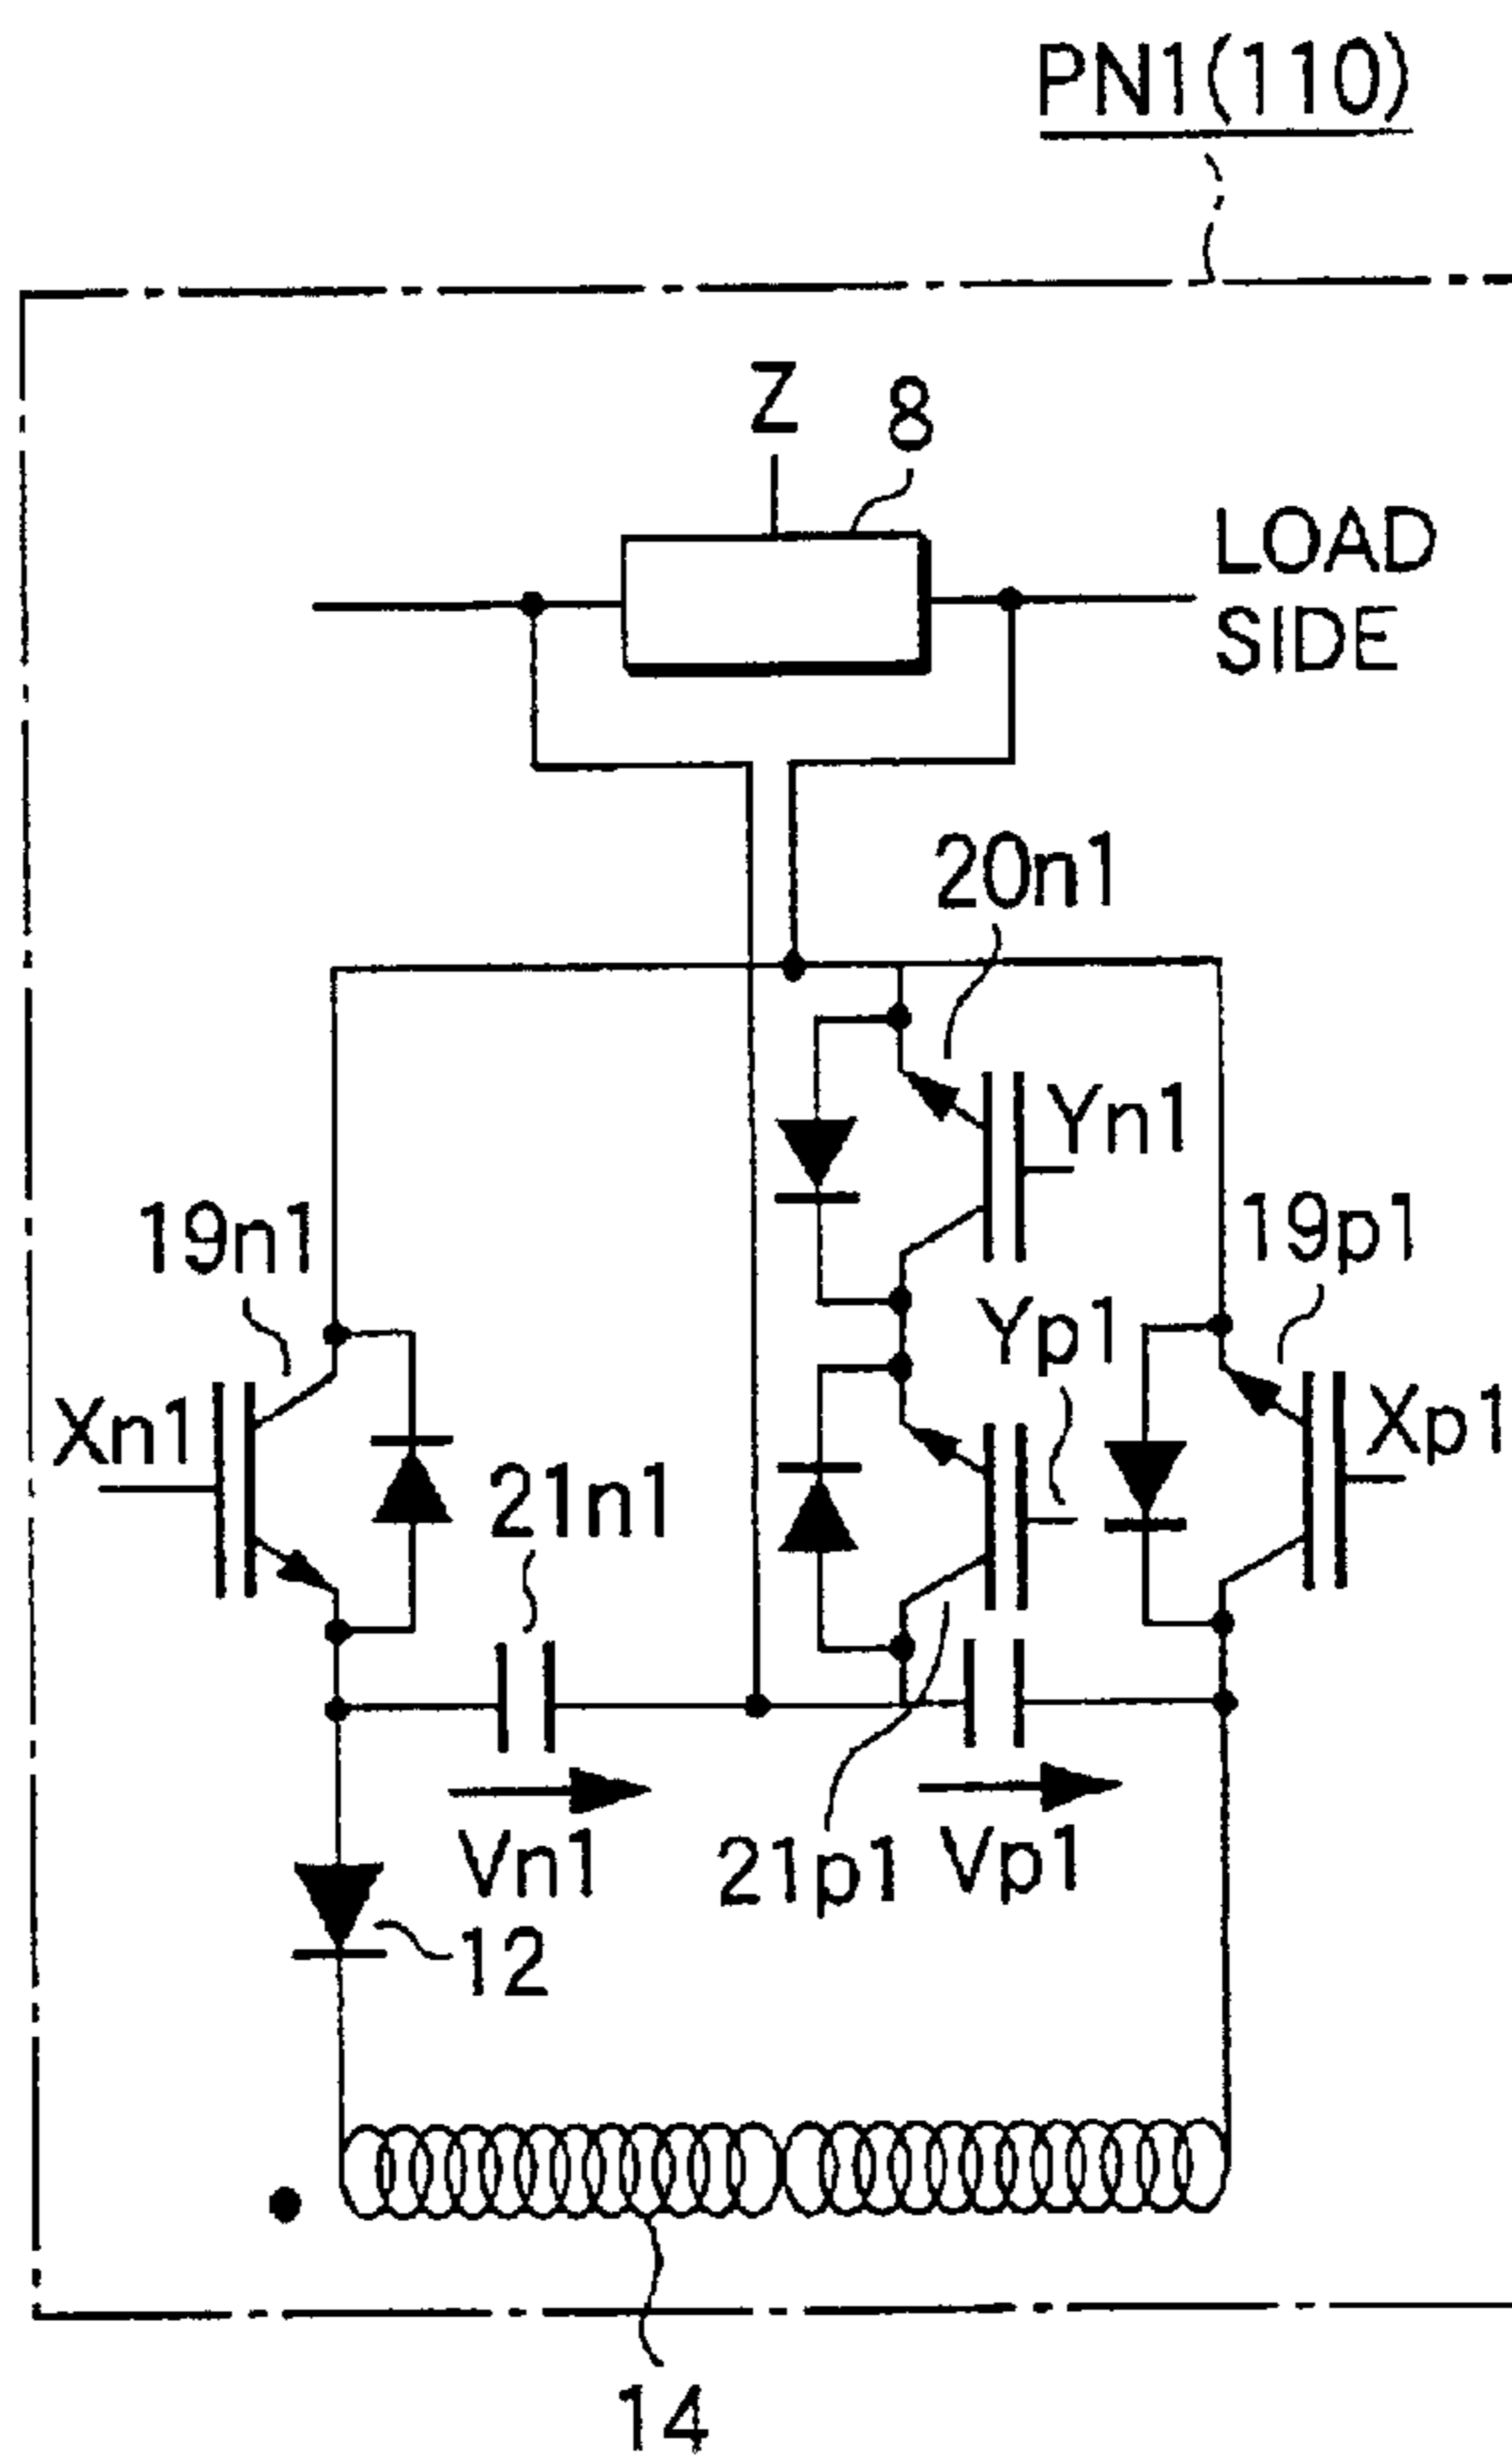 PN1(110)
Z
8
LOAD
SIDE
20n1
Yn1
19n1
19p1
Yp1
Xn1
Xp1
21n1
Vn1
21p1
Vp1
12
14